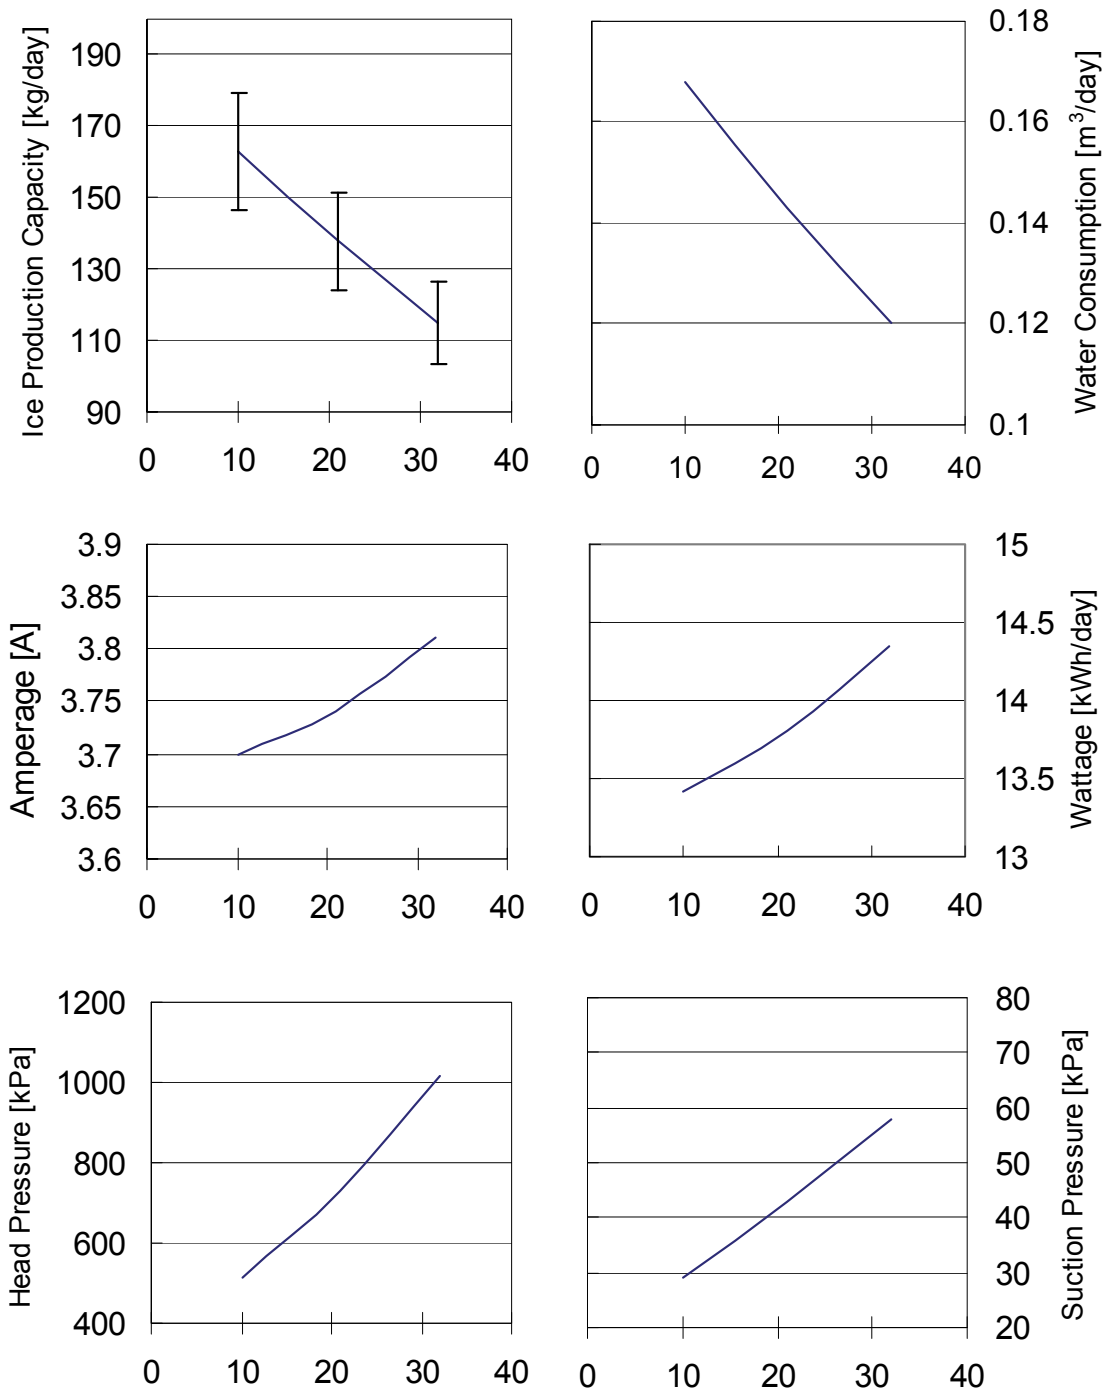 Ice Production Capacity [kg/day]
190
170
150
130
110
90
0 10 20 30 40
0.18
0.16
0.14
0.12
0.1
0 10 20 30 40
Water Consumption [m³/day]
Amperage [A]
3.9
3.85
3.8
3.75
3.7
3.65
3.6
0 10 20 30 40
15
14.5
14
13.5
13
0 10 20 30 40
Wattage [kWh/day]
Head Pressure [kPa]
1200
1000
800
600
400
0 10 20 30 40
80
70
60
50
40
30
20
0 10 20 30 40
Suction Pressure [kPa]